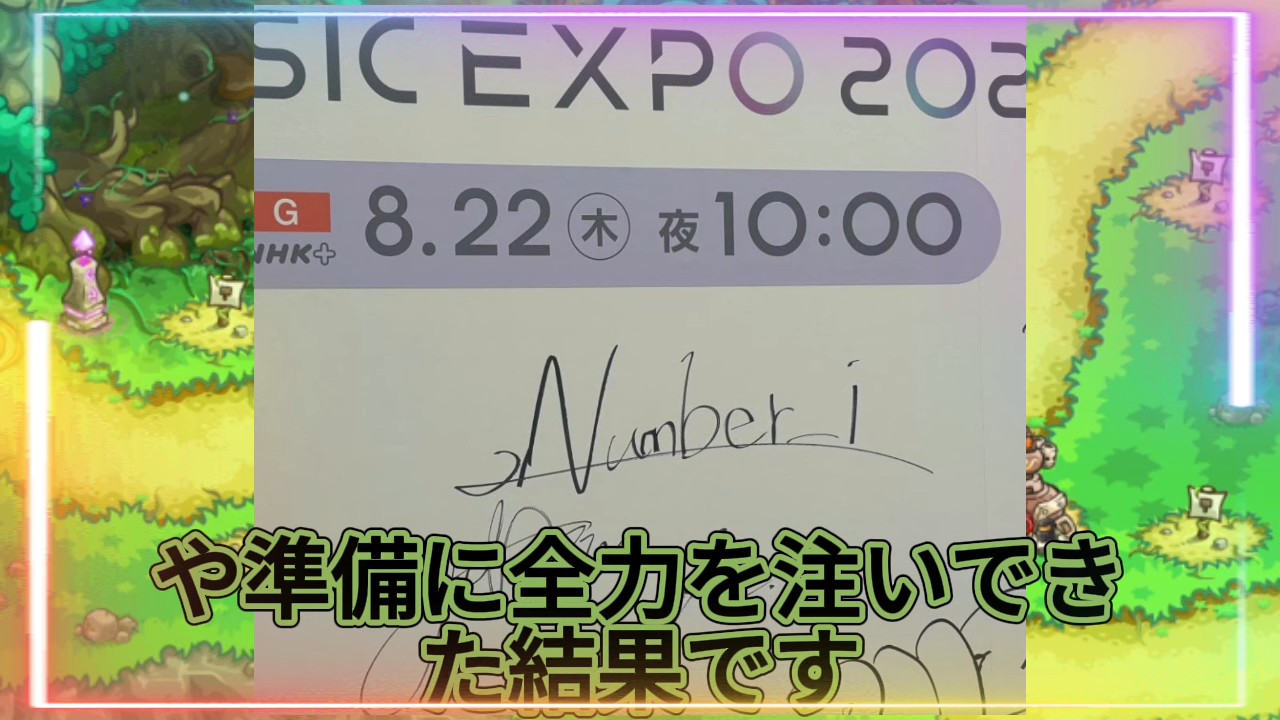 SIC EXPO 202
G 8.22 木 夜10:00
NHK+
Number_i
や準備に全力を注いでき
た結果です